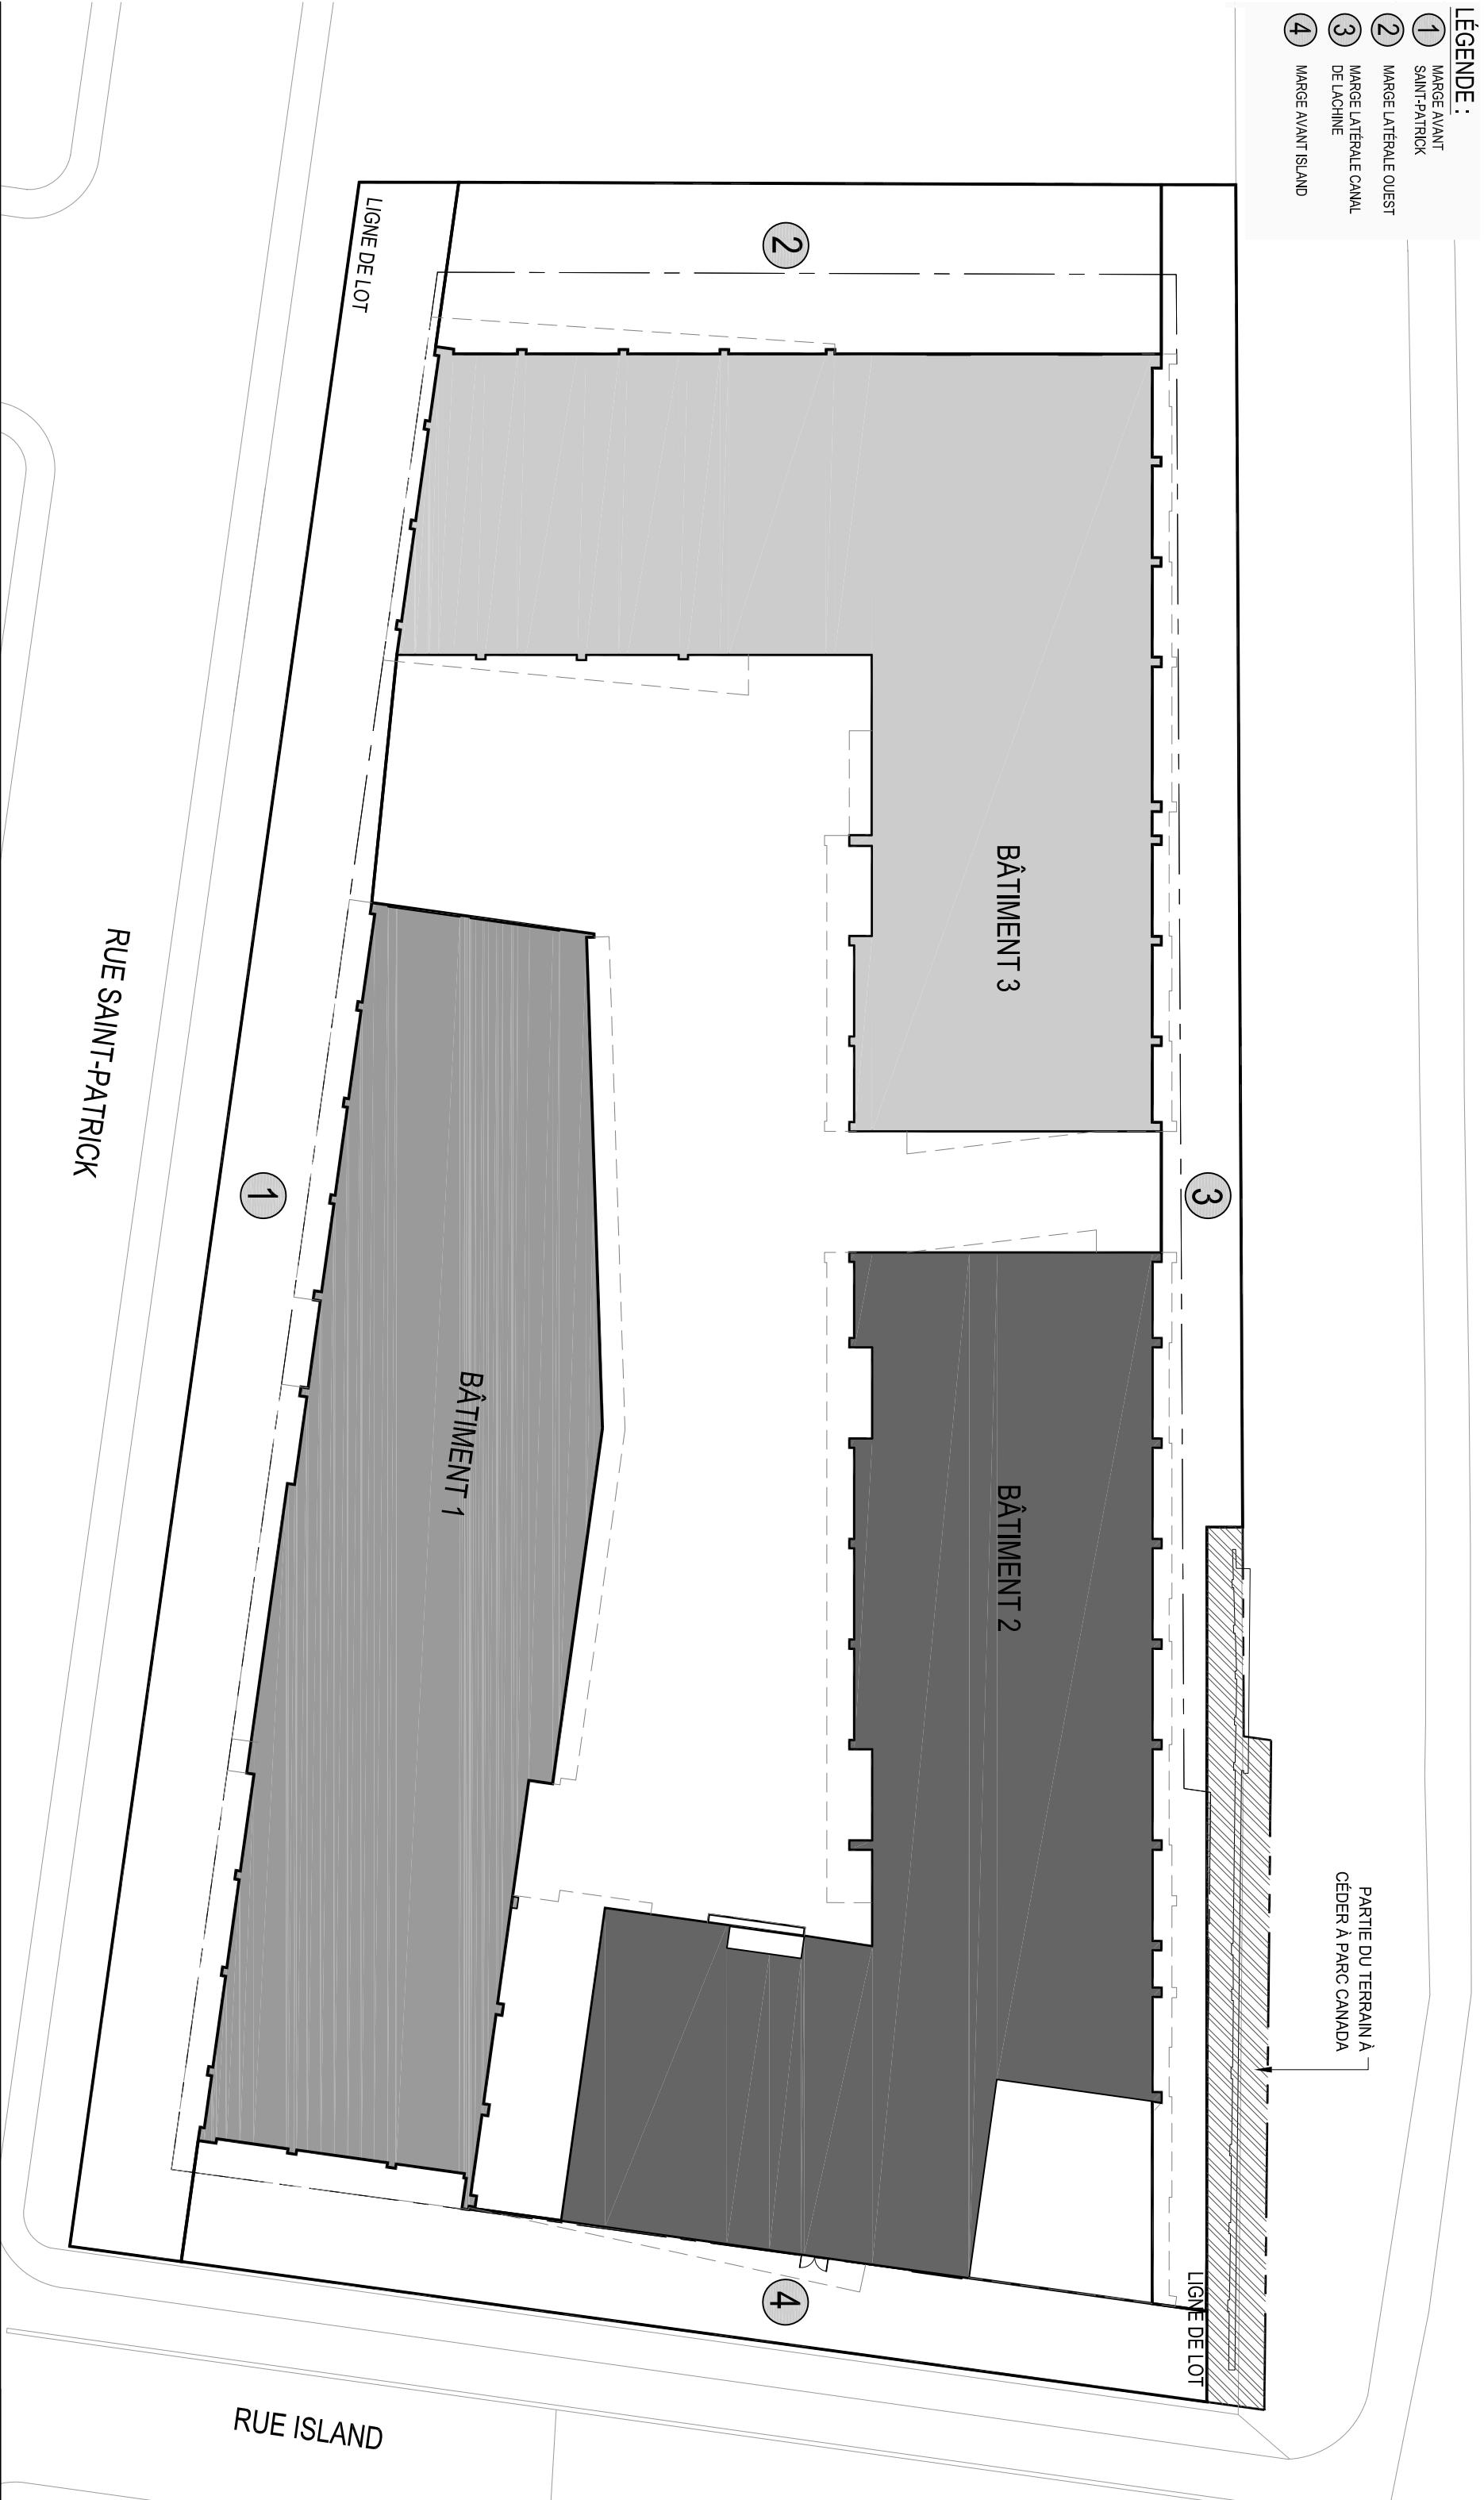 LÉGENDE :
1 MARGE AVANT
SAINT-PATRICK
2 MARGE LATÉRALE OUEST
3 MARGE LATÉRALE CANAL
DE LACHINE
4 MARGE AVANT ISLAND
PARTIE DU TERRAIN À
CÉDER À PARC CANADA
LIGNE DE LOT
3
BÂTIMENT 3
BÂTIMENT 2
2
4
BÂTIMENT 1
LIGNE DE LOT
1
RUE SAINT-PATRICK
RUE ISLAND